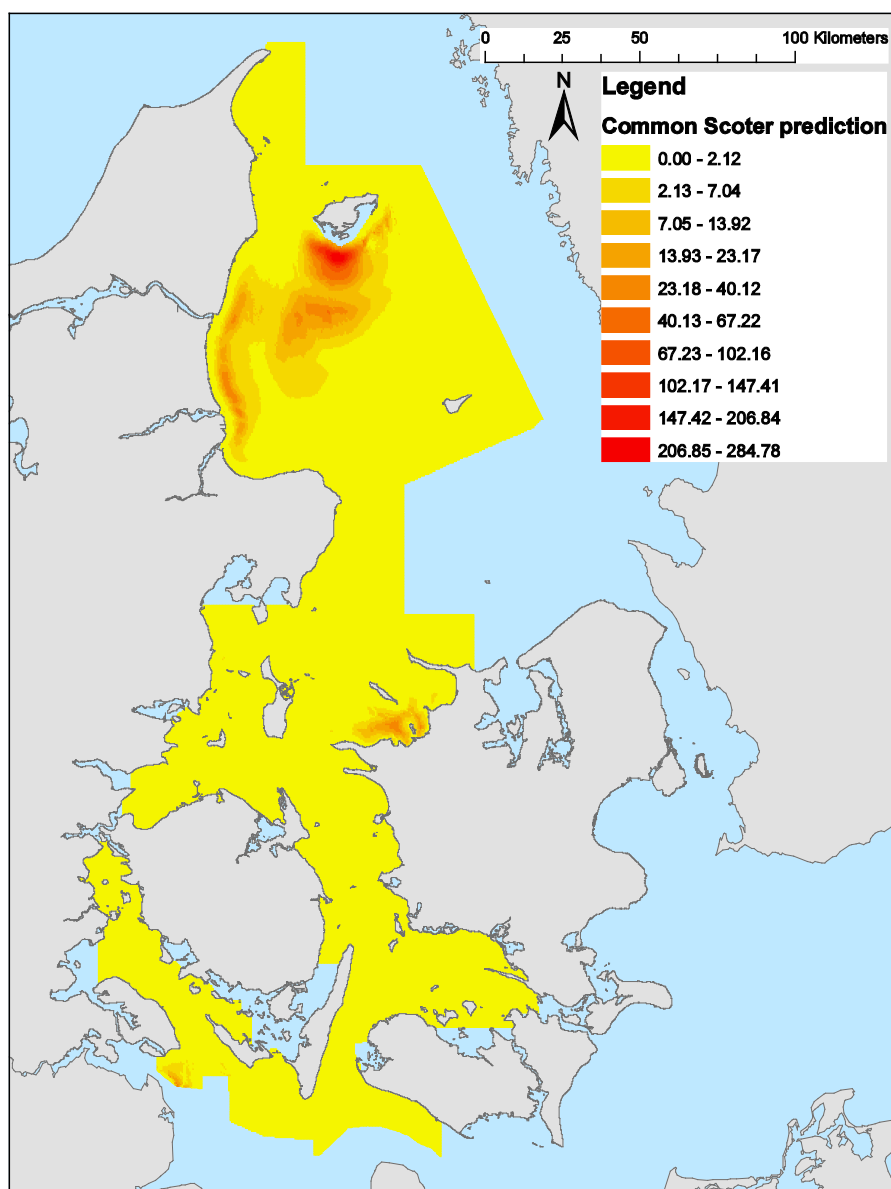 0 25 50 100 Kilometers
N
Legend
Common Scoter prediction
0.00 - 2.12
2.13 - 7.04
7.05 - 13.92
13.93 - 23.17
23.18 - 40.12
40.13 - 67.22
67.23 - 102.16
102.17 - 147.41
147.42 - 206.84
206.85 - 284.78